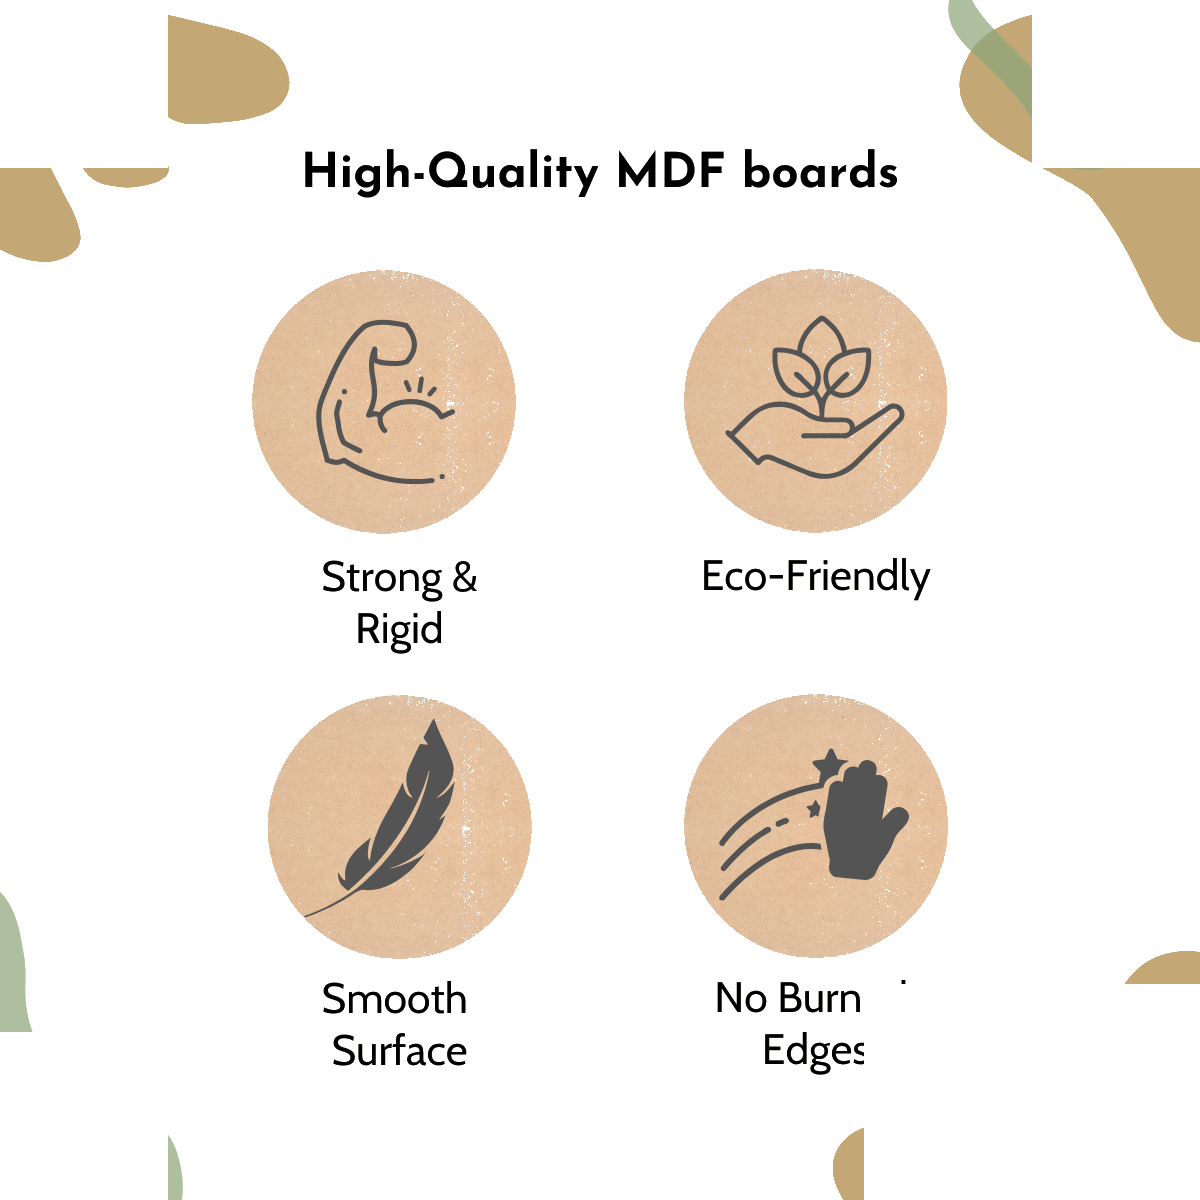 High-Quality MDF boards
Strong &
Rigid
Eco-Friendly
Smooth
Surface
No Burn
Edges